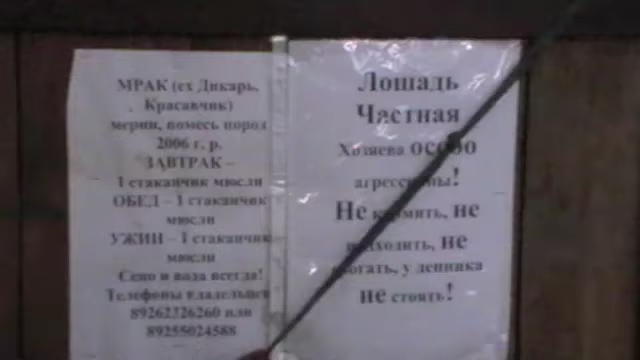 МРАК (ех Дикарь,
Красавчик)
мерин, помесь пород
2006 г. р.
ЗАВТРАК –
1 стаканчик мюсли
ОБЕД – 1 стаканчик
мюсли
УЖИН – 1 стаканчик
мюсли
Сено и вода всегда!
Телефоны владельцев
89262326260 или
89255024588
Лошадь
Частная
Хозяева особо
агрессивны!
Не кормить, не
подходить, не
трогать, у денника
не стоять!